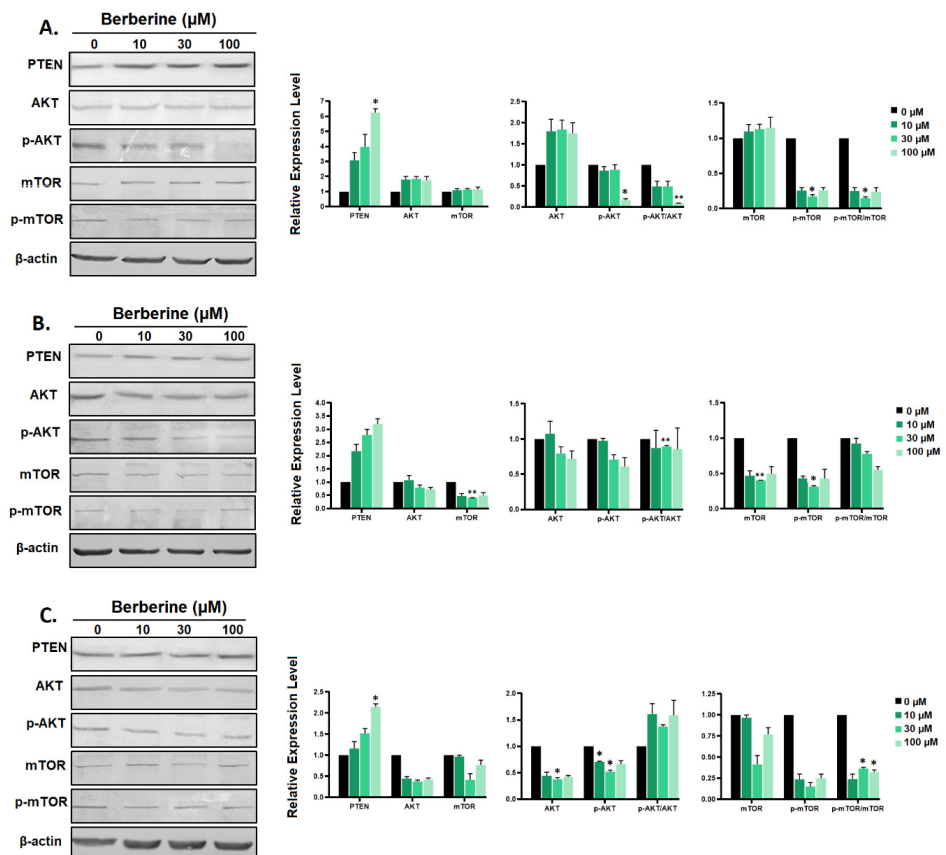 A.
Berberine (μM)
0 10 30 100
PTEN
AKT
p-AKT
mTOR
p-mTOR
β-actin
Relative Expression Level
7
6
5
4
3
2
1
0
*
PTEN AKT mTOR
2.5
2.0
1.5
1.0
0.5
0.0
*
**
AKT p-AKT p-AKT/AKT
1.5
1.0
0.5
0.0
*
*
mTOR p-mTOR p-mTOR/mTOR
0 μM
10 μM
30 μM
100 μM
B.
Berberine (μM)
0 10 30 100
PTEN
AKT
p-AKT
mTOR
p-mTOR
β-actin
Relative Expression Level
4.0
3.5
3.0
2.5
2.0
1.5
1.0
0.5
0.0
**
PTEN AKT mTOR
1.5
1.0
0.5
0.0
**
AKT p-AKT p-AKT/AKT
1.5
1.0
0.5
0.0
**
*
mTOR p-mTOR p-mTOR/mTOR
0 μM
10 μM
30 μM
100 μM
C.
Berberine (μM)
0 10 30 100
PTEN
AKT
p-AKT
mTOR
p-mTOR
β-actin
Relative Expression Level
2.5
2.0
1.5
1.0
0.5
0.0
*
PTEN AKT mTOR
2.0
1.5
1.0
0.5
0.0
*
* *
AKT p-AKT p-AKT/AKT
1.25
1.00
0.75
0.50
0.25
0.00
* *
mTOR p-mTOR p-mTOR/mTOR
0 μM
10 μM
30 μM
100 μM